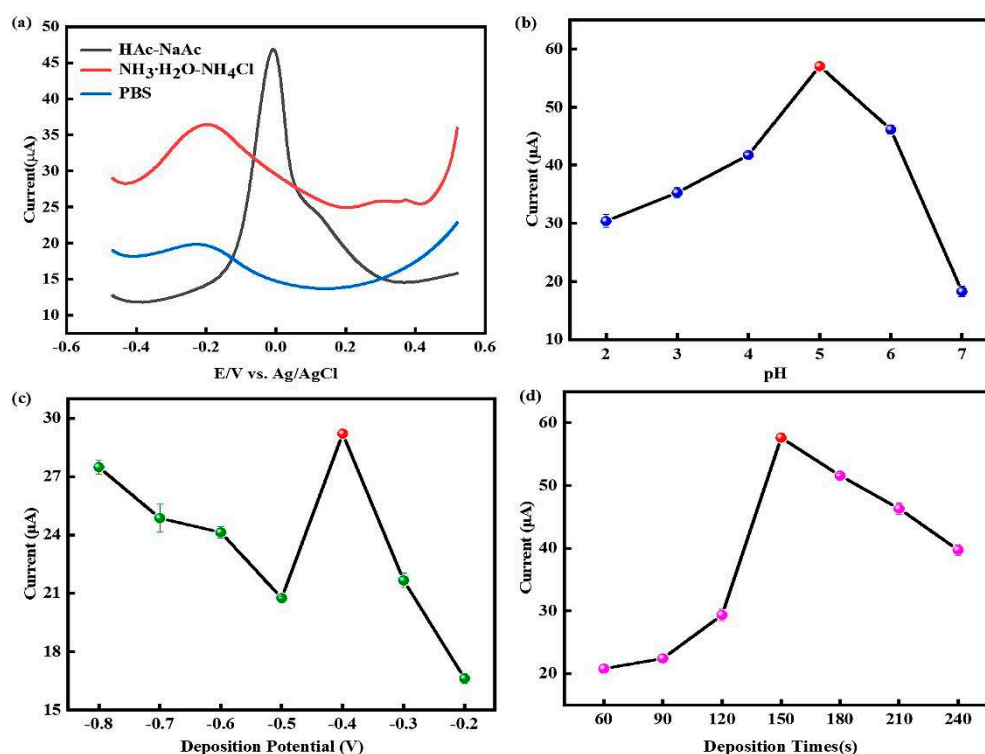 (a)
50
45
40
35
30
25
20
15
10
Current(μA)
HAc-NaAc
NH3·H2O-NH4Cl
PBS
-0.6 -0.4 -0.2 0.0 0.2 0.4 0.6
E/V vs. Ag/AgCl
(b)
60
50
40
30
20
10
Current (μA)
2 3 4 5 6 7
pH
(c)
30
27
24
21
18
15
Current (μA)
-0.8 -0.7 -0.6 -0.5 -0.4 -0.3 -0.2
Deposition Potential (V)
(d)
60
50
40
30
20
Current (μA)
60 90 120 150 180 210 240
Deposition Times(s)